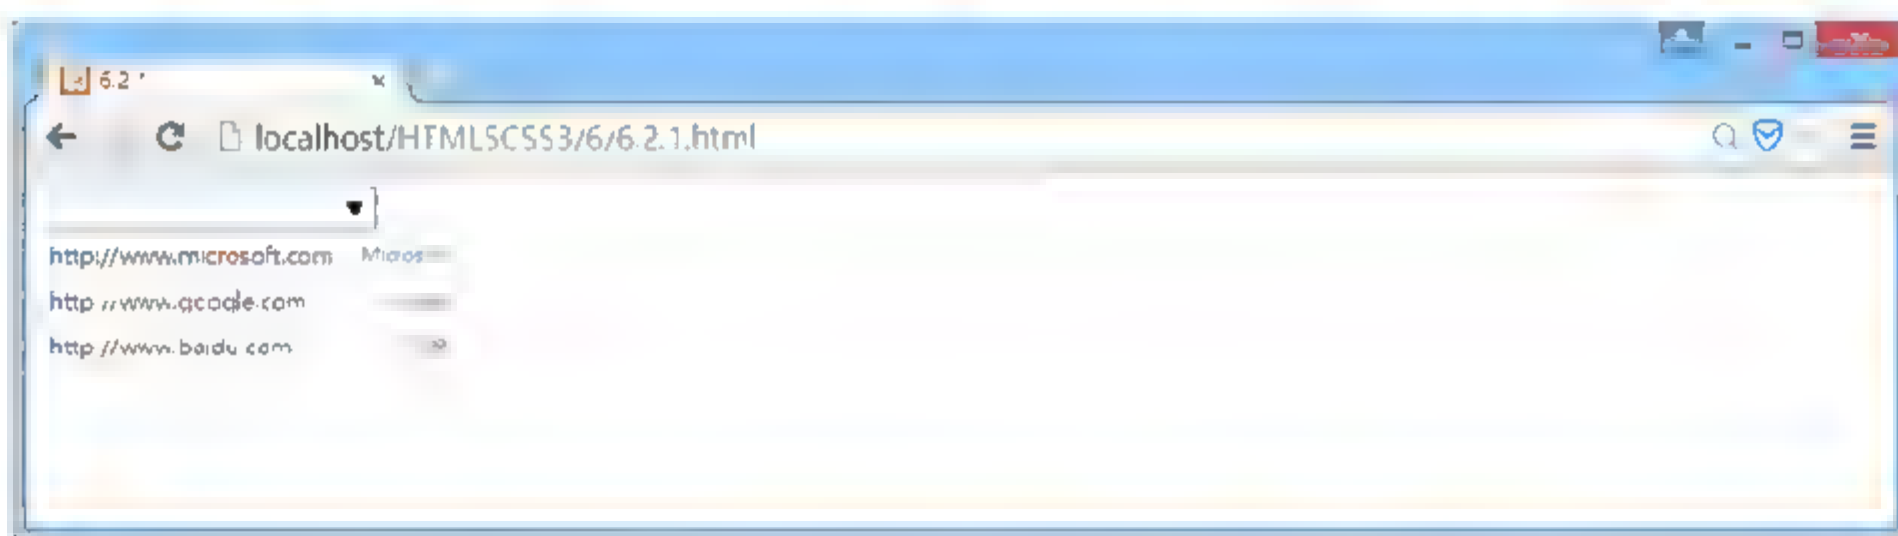 6.2
localhost/HTML5CSS3/6/6.2.1.html
http://www.microsoft.com Micros
http://www.google.com
http://www.baidu.com